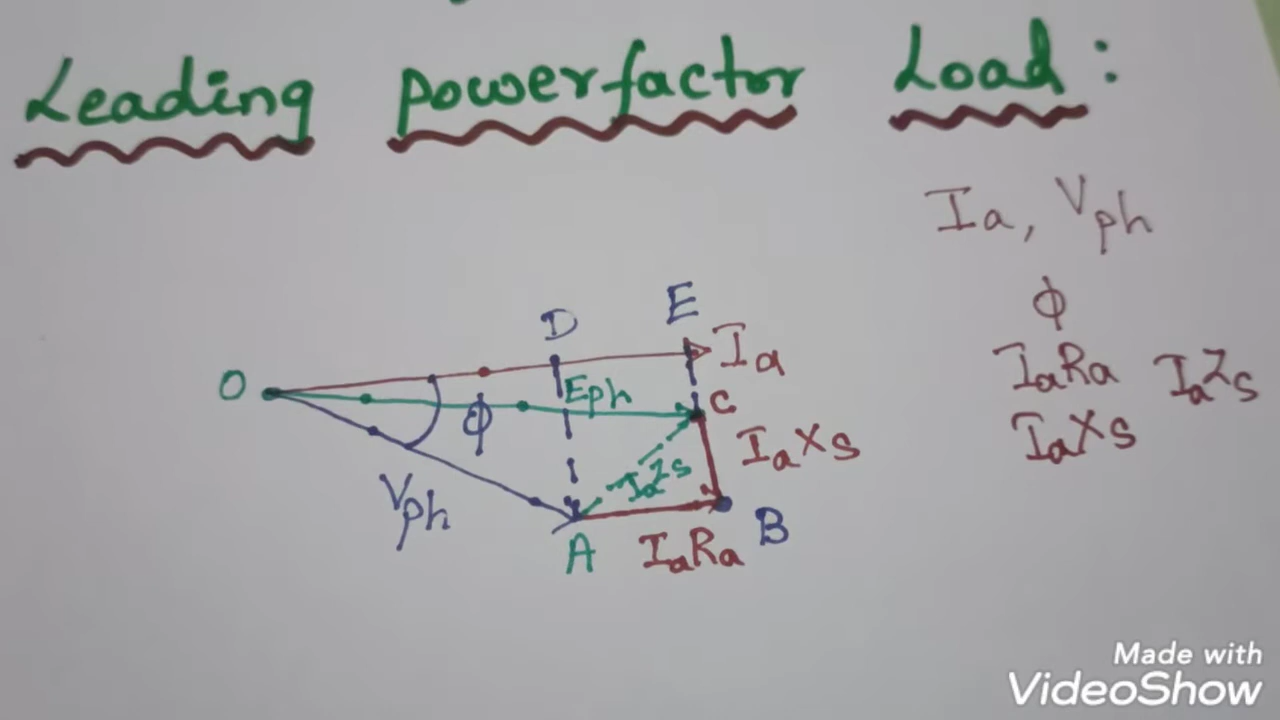 Leading powerfactor Load :
Ia, Vph
ϕ
IaRa IaZs
IaXs
D E
Ia
O
Eph C
ϕ
IaXs
IaZs
Vph
B
A IaRa
Made with
VideoShow